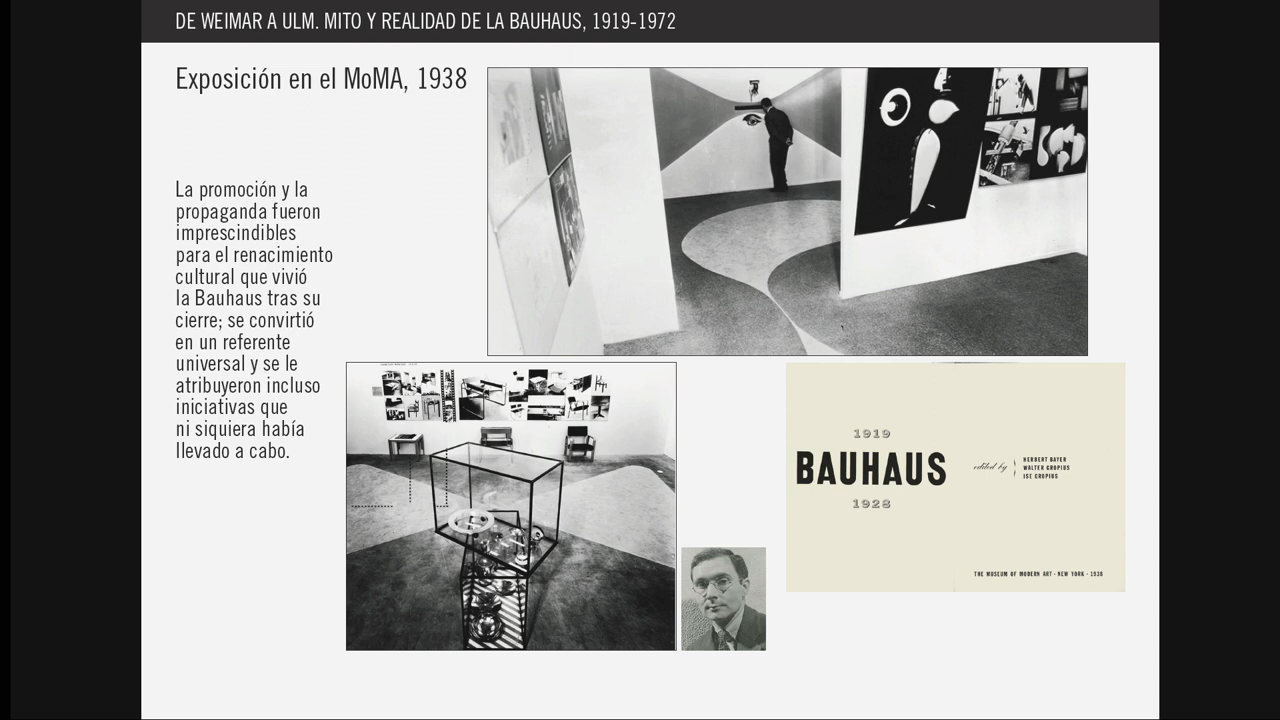 DE WEIMAR A ULM. MITO Y REALIDAD DE LA BAUHAUS, 1919-1972
Exposición en el MoMA, 1938
La promoción y la
propaganda fueron
imprescindibles
para el renacimiento
cultural que vivió
la Bauhaus tras su
cierre; se convirtió
en un referente
universal y se le
atribuyeron incluso
iniciativas que
ni siquiera había
llevado a cabo.
1919
BAUHAUS
1928
edited by
HERBERT BAYER
WALTER GROPIUS
ISE GROPIUS
THE MUSEUM OF MODERN ART · NEW YORK · 1938